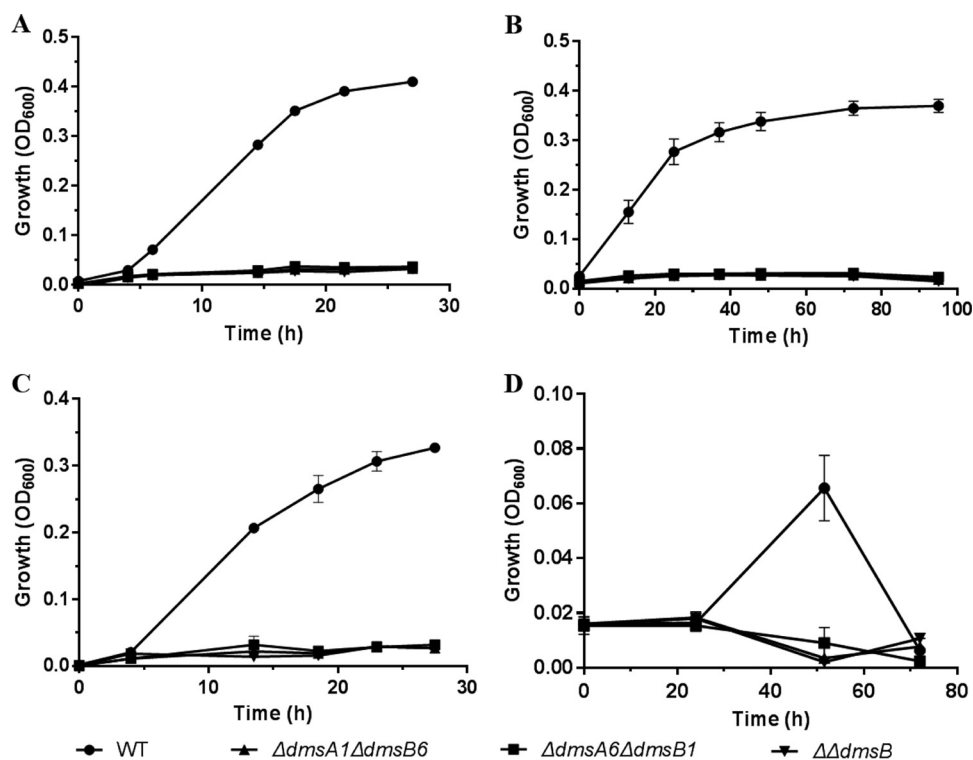 A
Growth (OD600)
0.5
0.4
0.3
0.2
0.1
0.0
0 10 20 30
Time (h)
B
Growth (OD600)
0.5
0.4
0.3
0.2
0.1
0.0
0 20 40 60 80 100
Time (h)
C
Growth (OD600)
0.4
0.3
0.2
0.1
0.0
0 10 20 30
Time (h)
D
Growth (OD600)
0.10
0.08
0.06
0.04
0.02
0.00
0 20 40 60 80
Time (h)
WT ΔdmsA1ΔdmsB6 ΔdmsA6ΔdmsB1 ΔΔdmsB